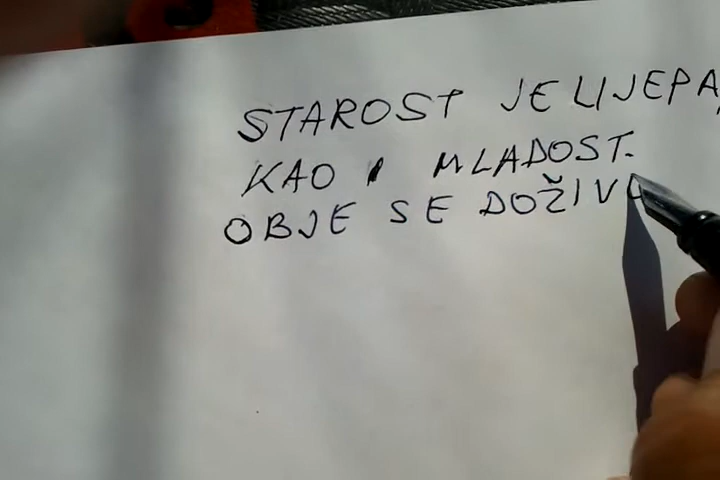 STAROST JE LIJEPA,
KAO I MLADOST.
OBJE SE DOŽIV